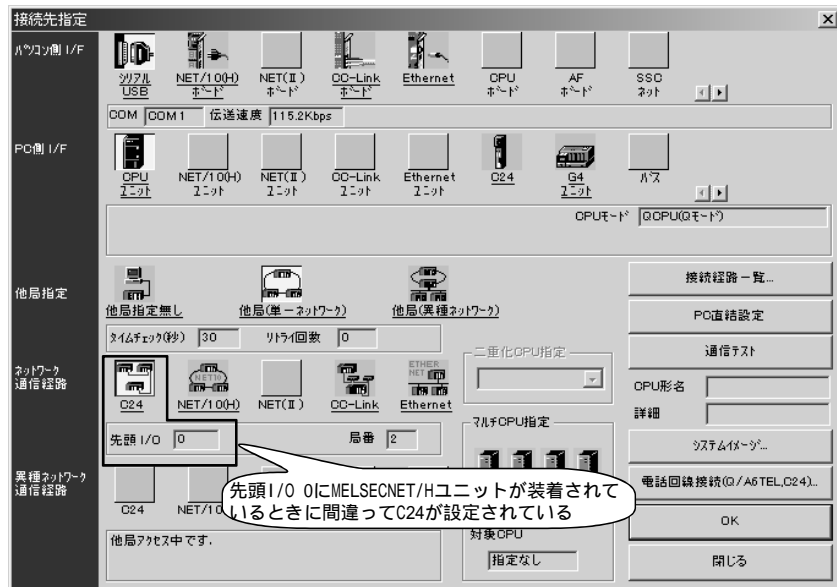 接続先指定
パソコン側 I/F
シリアル
USB
NET/10(H)
ボード
NET(Ⅱ)
ボード
CC-Link
ボード
Ethernet
CPU
ボード
AF
ボード
SSC
ネット
COM COM1 伝送速度 115.2Kbps
PC側 I/F
CPU
ユニット
NET/10(H)
ユニット
NET(Ⅱ)
ユニット
CC-Link
ユニット
Ethernet
ユニット
C24
G4
ユニット
バス
CPUモード QCPU(Qモード)
他局指定
他局指定無し
他局(単一ネットワーク)
他局(異種ネットワーク)
タイムチェック(秒) 30 リトライ回数 0
ネットワーク
通信経路
C24
NET/10(H)
NET(Ⅱ)
CC-Link
Ethernet
先頭 I/O 0 局番 2
異種ネットワーク
通信経路
C24
NET/10
他局アクセス中です.
先頭I/O 0にMELSECNET/Hユニットが装着されて
いるときに間違ってC24が設定されている
二重化CPU指定
マルチCPU指定
対象CPU
指定なし
接続経路一覧...
PC直結設定
通信テスト
CPU形名
詳細
システムイメージ...
電話回線接続(Q/A6TEL,C24)...
OK
閉じる